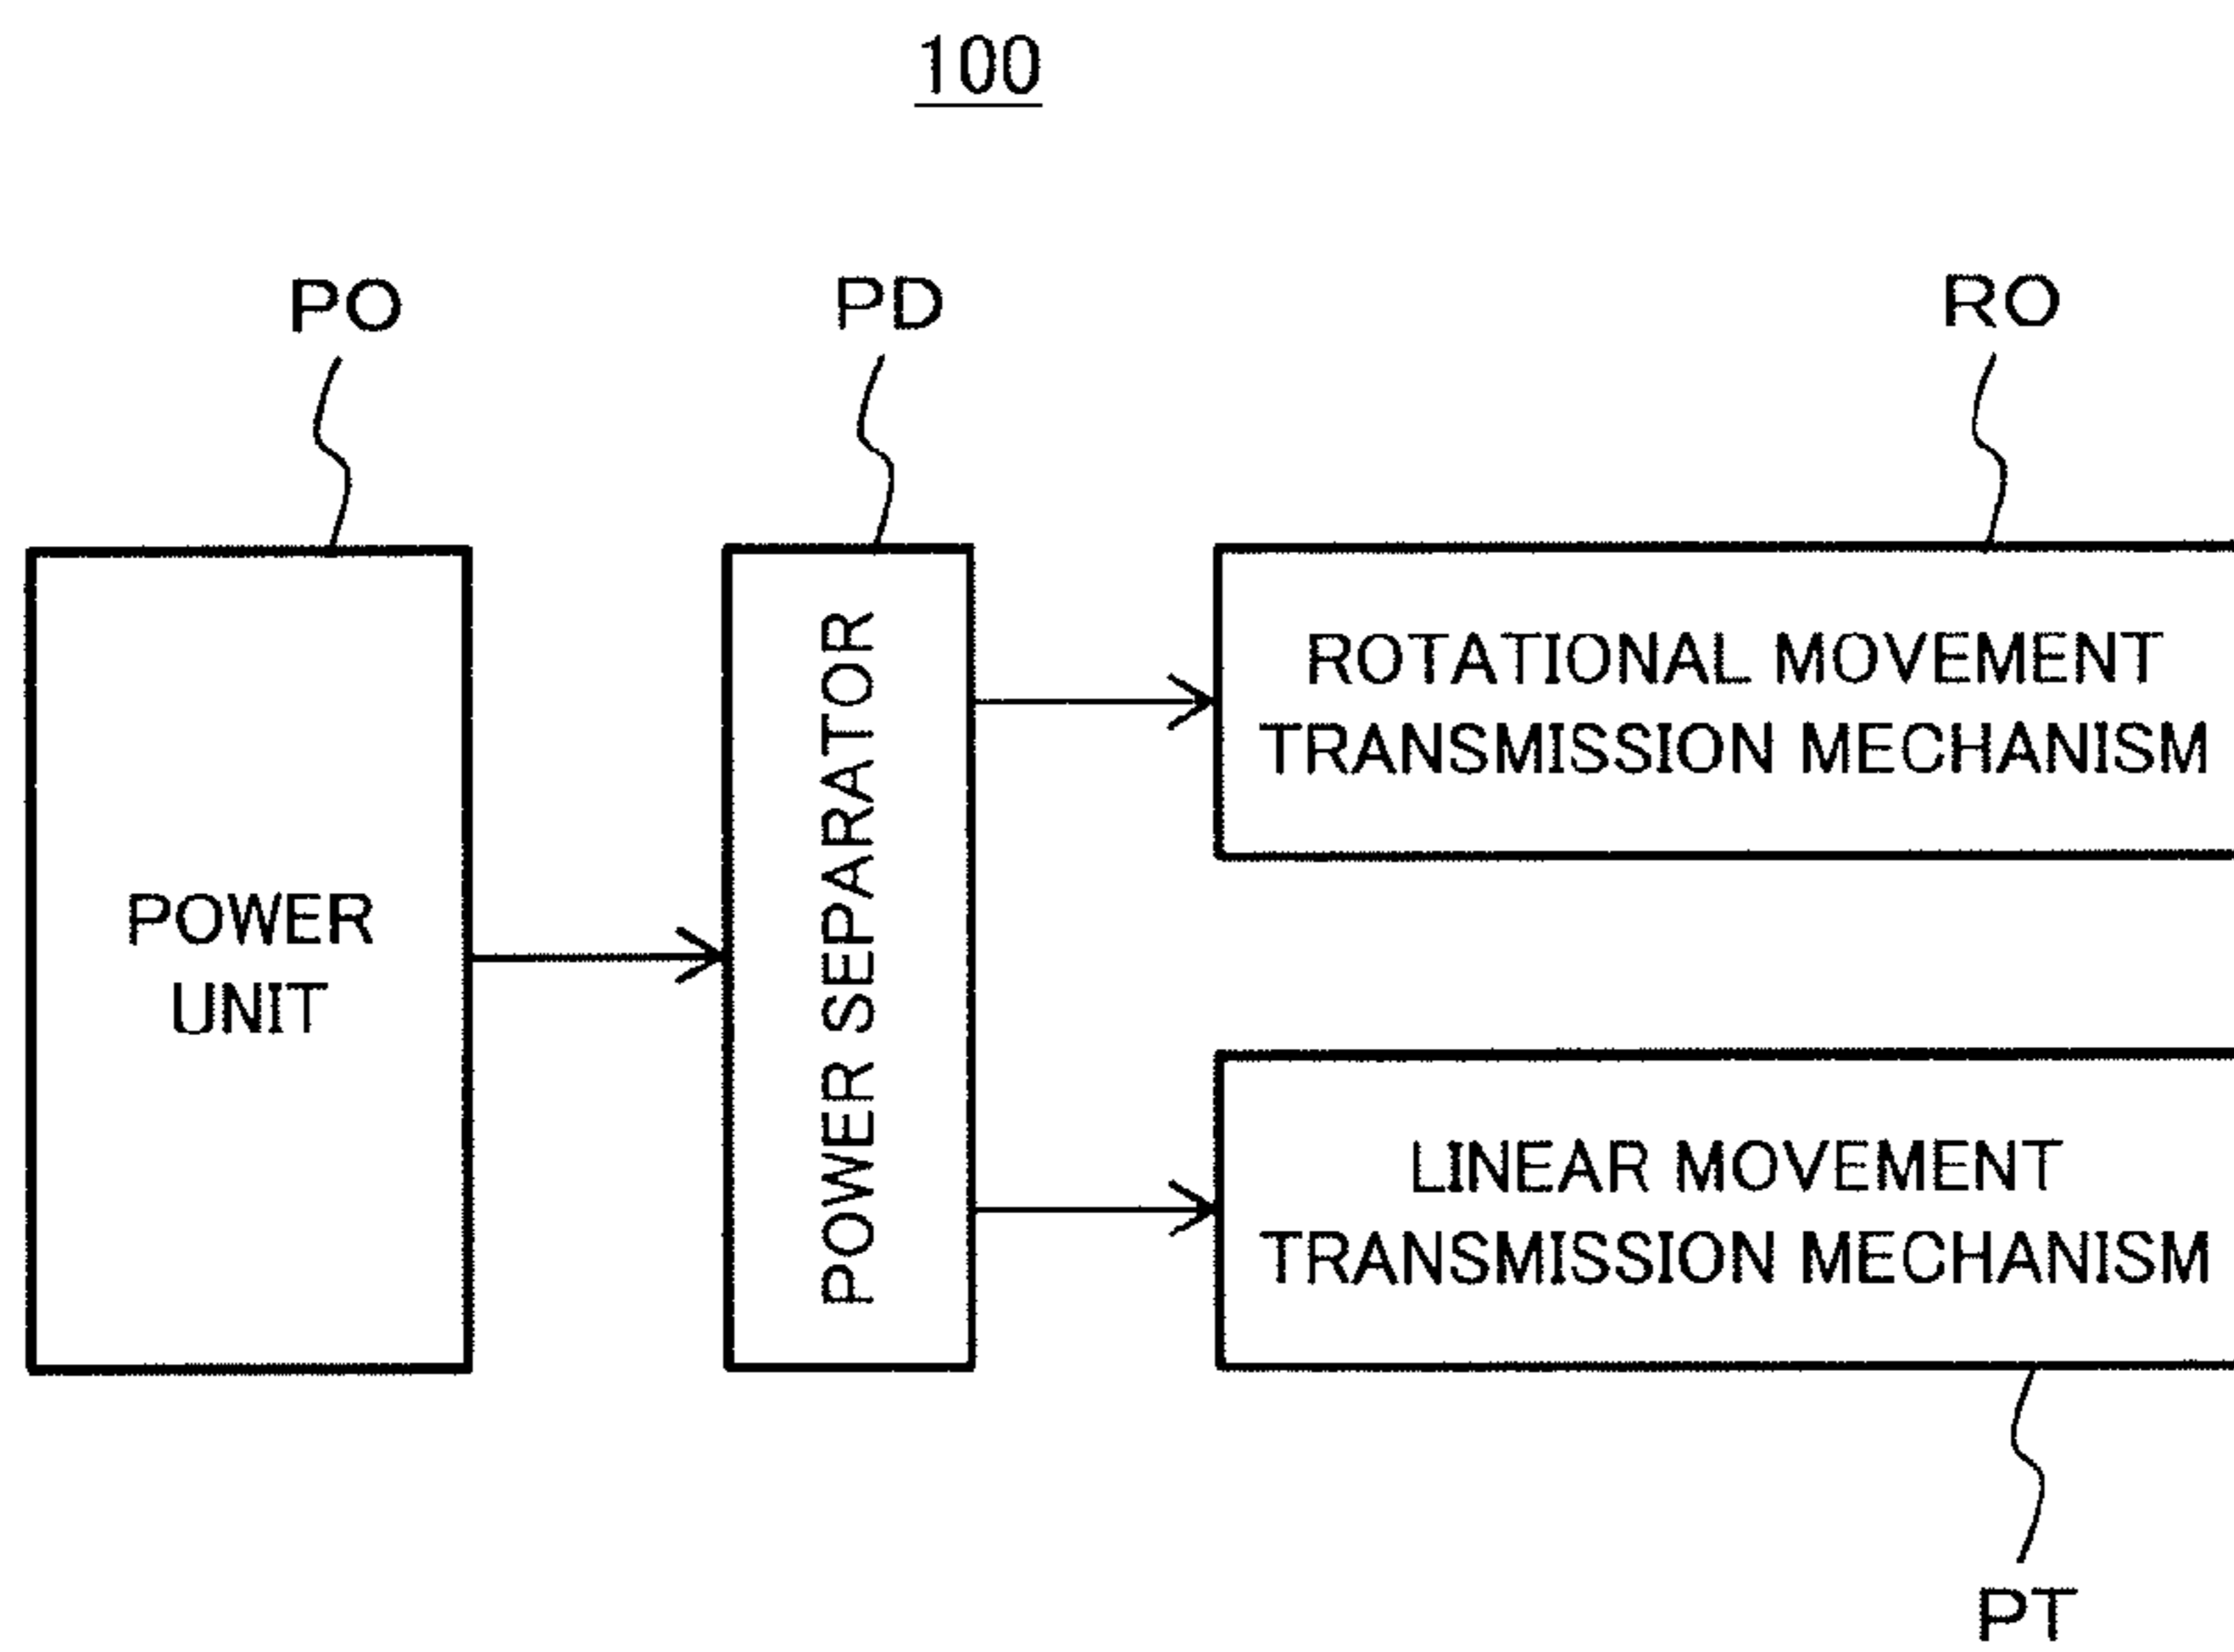 100
PO
PD
RO
POWER
UNIT
POWER SEPARATOR
ROTATIONAL MOVEMENT
TRANSMISSION MECHANISM
LINEAR MOVEMENT
TRANSMISSION MECHANISM
PT